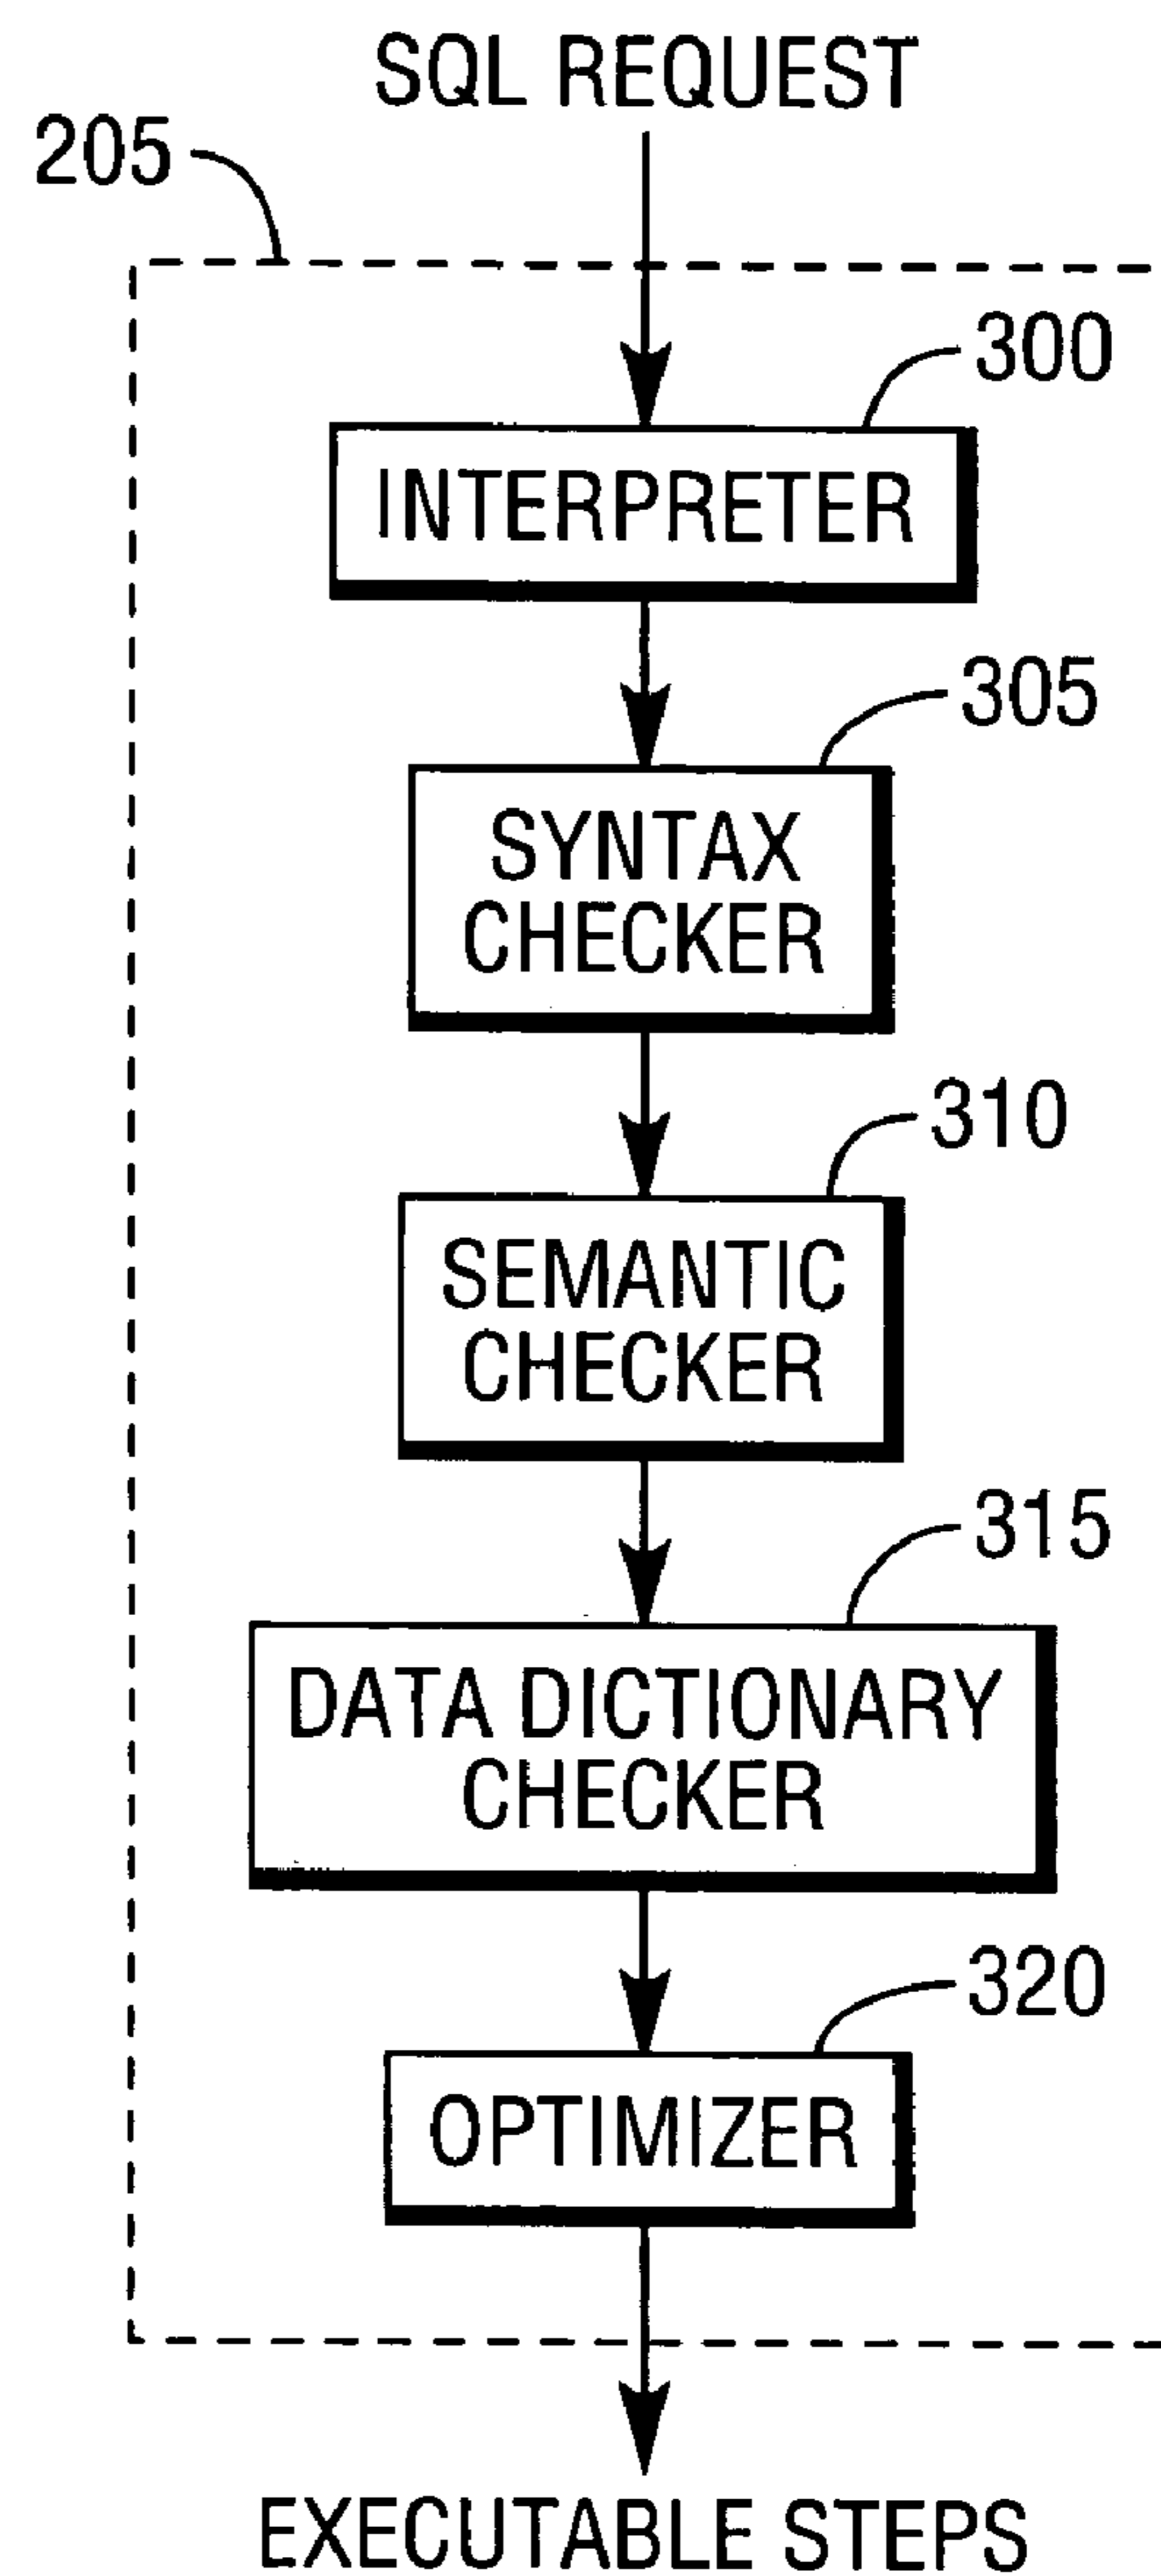 SQL REQUEST
205
300
INTERPRETER
305
SYNTAX
CHECKER
310
SEMANTIC
CHECKER
315
DATA DICTIONARY
CHECKER
320
OPTIMIZER
EXECUTABLE STEPS